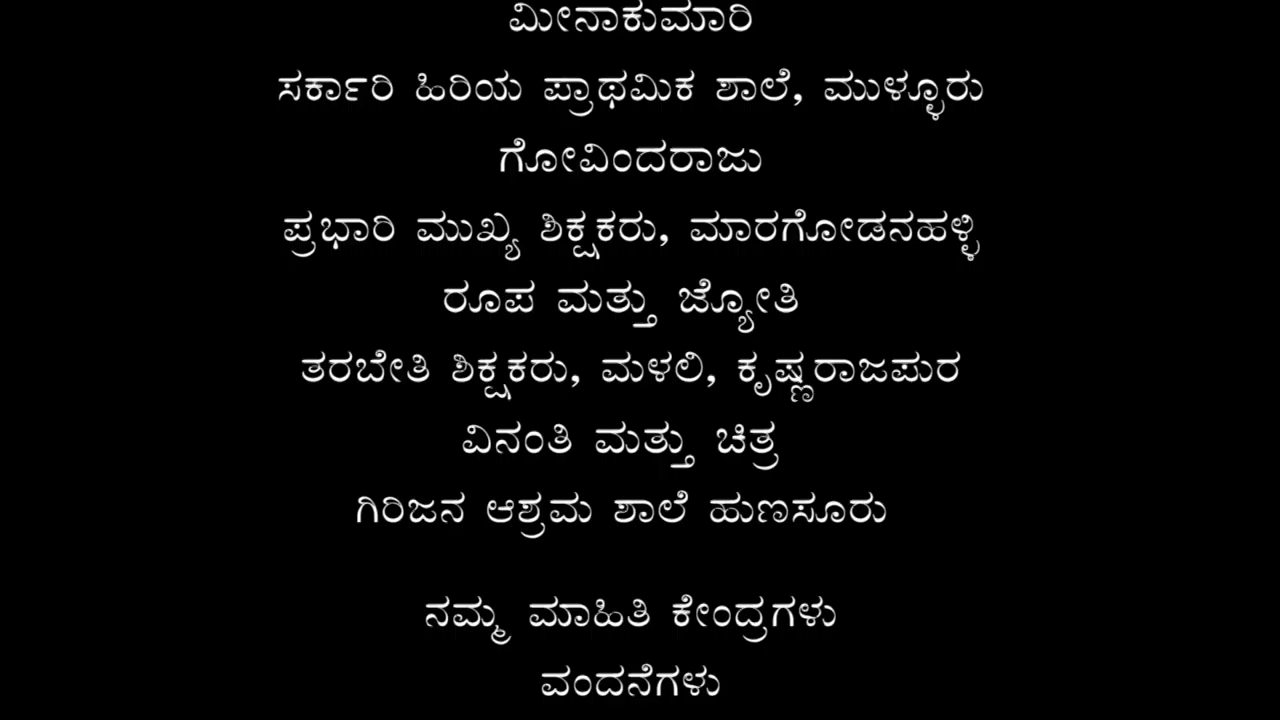 ಮೀನಾಕುಮಾರಿ
ಸರ್ಕಾರಿ ಹಿರಿಯ ಪ್ರಾಥಮಿಕ ಶಾಲೆ, ಮುಳ್ಳೂರು
ಗೋವಿಂದರಾಜು
ಪ್ರಭಾರಿ ಮುಖ್ಯ ಶಿಕ್ಷಕರು, ಮಾರಗೋಡನಹಳ್ಳಿ
ರೂಪ ಮತ್ತು ಜ್ಯೋತಿ
ತರಬೇತಿ ಶಿಕ್ಷಕರು, ಮಳಲಿ, ಕೃಷ್ಣರಾಜಪುರ
ವಿನಂತಿ ಮತ್ತು ಚಿತ್ರ
ಗಿರಿಜನ ಆಶ್ರಮ ಶಾಲೆ ಹುಣಸೂರು
ನಮ್ಮ ಮಾಹಿತಿ ಕೇಂದ್ರಗಳು
ವಂದನೆಗಳು